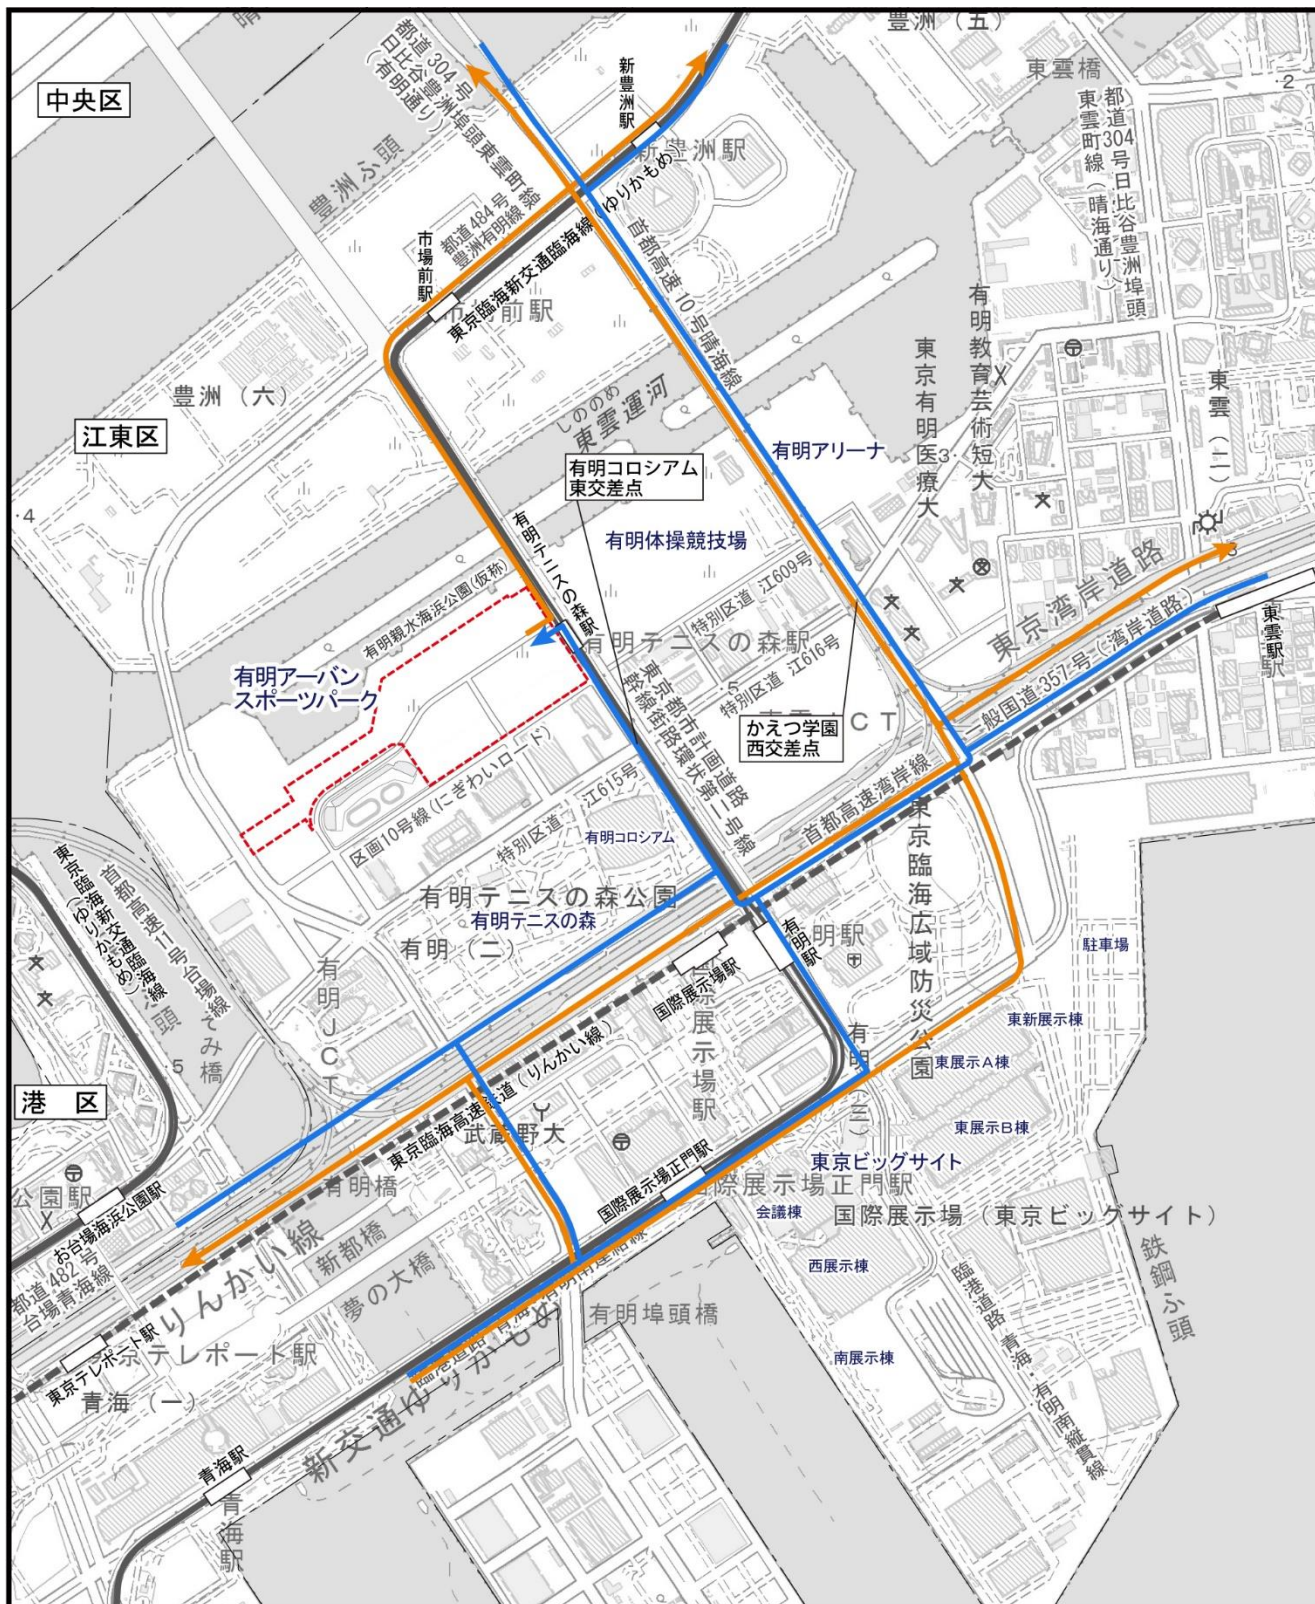 中央区
都道304号
日比谷豊洲埠頭東雲町線
(有明通り)
新豊洲駅
豊洲（五）
東雲橋
2
都道304号日比谷豊洲埠頭
東雲町線（晴海通り）
豊洲ふ頭
新豊洲駅
都道484号
豊洲有明線
東京臨海新交通臨海線（ゆりかもめ）
市場前駅
首都高速10号晴海線
有明教育芸術短大
東京有明医療大
東雲（二）
豊洲（六）
江東区
しののめ
東雲運河
有明アリーナ
3
有明コロシアム
東交差点
4
有明テニスの森駅
有明体操競技場
特別区道 江609号
東京湾岸道路
3
有明親水海浜公園(仮称)
有明テニスの森駅
特別区道 江616号
5
一般国道357号（湾岸道路）
東雲駅
有明アーバン
スポーツパーク
東京都市計画道路
幹線街路環状第二号線
かえつ学園
西交差点
区画10号線(にぎわいロード)
特別区道 江615号
有明コロシアム
首都高速湾岸線
東京臨海広域防災公園
東京臨海新交通臨海線
(ゆりかもめ)
首都高速11号台場線
有明テニスの森公園
有明テニスの森
有明（二）
有明駅
国際展示場駅
駐車場
のぞみ橋
有明JCT
5
東新展示棟
東展示A棟
有明（三）
港　区
東京臨海高速鉄道（りんかい線）
武蔵野大
東展示B棟
東京ビッグサイト
有明橋
国際展示場正門駅
国際展示場正門駅
会議棟
国際展示場（東京ビッグサイト）
お台場海浜公園駅
都道482号
台場青海線
りんかい線
新都橋
夢の大橋
西展示棟
有明埠頭橋
鉄鋼ふ頭
臨港道路 青海・有明南縦貫線
南展示棟
東京テレポート駅
青海（一）
新交通ゆりかもめ
青海駅
青海駅